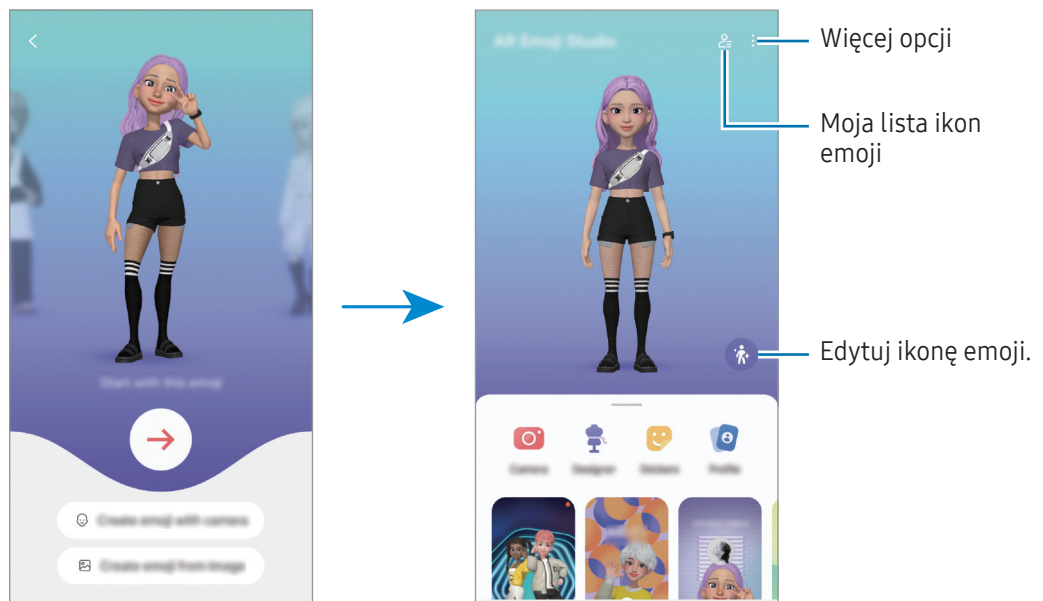 AR Emoji Studio
Więcej opcji
Moja lista ikon
emoji
Start with this emoji
Edytuj ikonę emoji.
Camera
Designer
Stickers
Profile
Create emoji with camera
Create emoji from image